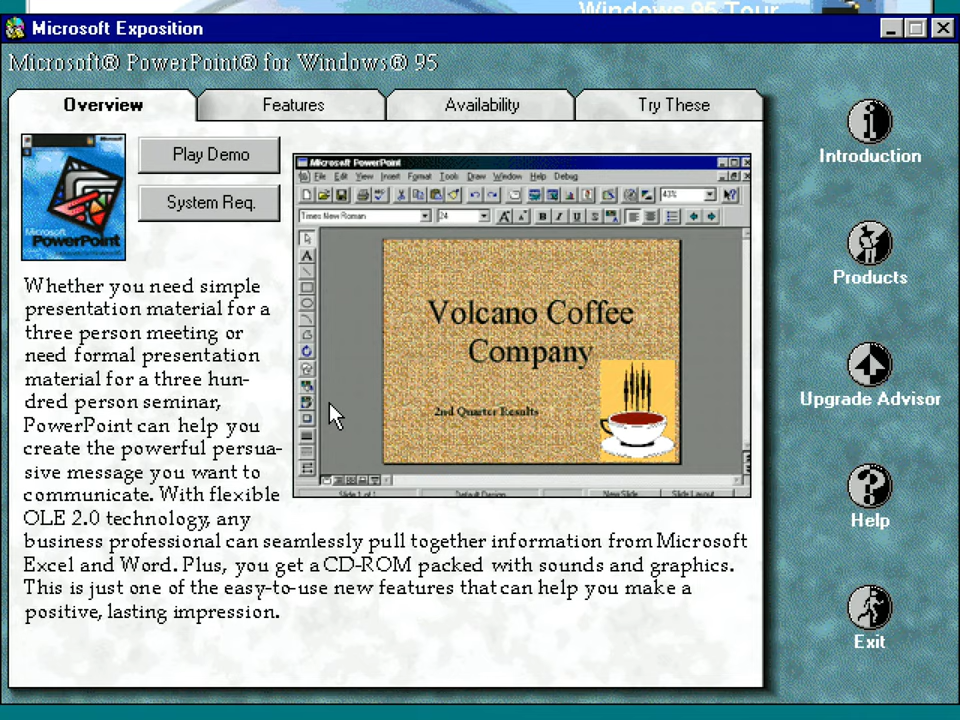 Windows 95 Tour
Microsoft Exposition
Microsoft® PowerPoint® for Windows® 95
Overview
Features
Availability
Try These
Play Demo
System Req.
Microsoft
PowerPoint
Whether you need simple
presentation material for a
three person meeting or
need formal presentation
material for a three hun-
dred person seminar,
PowerPoint can help you
create the powerful persua-
sive message you want to
communicate. With flexible
OLE 2.0 technology, any
business professional can seamlessly pull together information from Microsoft
Excel and Word. Plus, you get a CD-ROM packed with sounds and graphics.
This is just one of the easy-to-use new features that can help you make a
positive, lasting impression.
Microsoft PowerPoint
File Edit View Insert Format Tools Draw Window Help Debug
43%
Times New Roman 24
B I U S
Volcano Coffee
Company
2nd Quarter Results
Slide 1 of 1 Default Design New Slide Slide Layout
Introduction
Products
Upgrade Advisor
Help
Exit